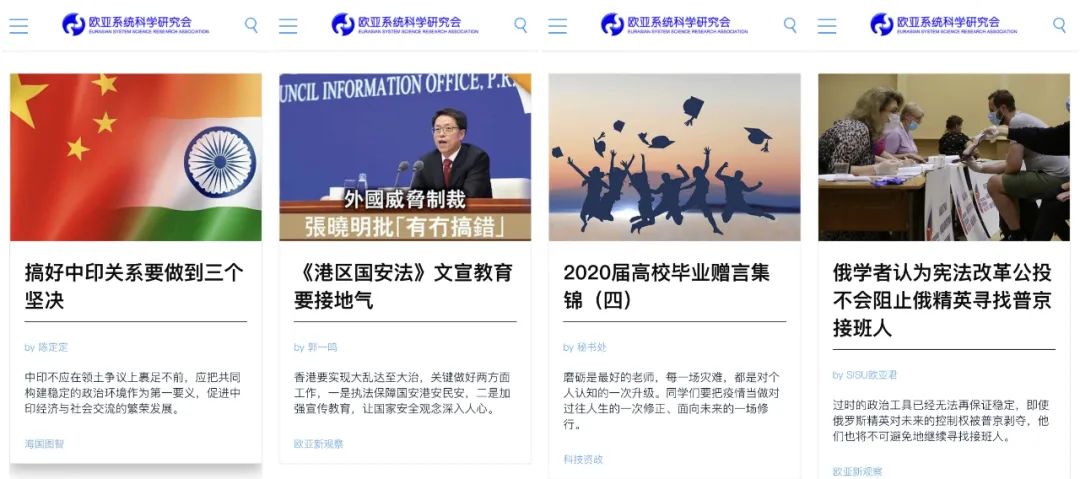 欧亚系统科学研究会
EURASIAN SYSTEM SCIENCE RESEARCH ASSOCIATION
搞好中印关系要做到三个
坚决
by 陈定定
中印不应在领土争议上裹足不前，应把共同
构建稳定的政治环境作为第一要义，促进中
印经济与社会交流的繁荣发展。
海国图智
欧亚系统科学研究会
EURASIAN SYSTEM SCIENCE RESEARCH ASSOCIATION
UNCIL INFORMATION OFFICE, P.R.
外國威脅制裁
張曉明批「有冇搞錯」
《港区国安法》文宣教育
要接地气
by 郭一鸣
香港要实现大乱达至大治，关键做好两方面
工作，一是执法保障国安港安民安，二是加
强宣传教育，让国家安全观念深入人心。
欧亚新观察
欧亚系统科学研究会
EURASIAN SYSTEM SCIENCE RESEARCH ASSOCIATION
2020届高校毕业赠言集
锦（四）
by 秘书处
磨砺是最好的老师，每一场灾难，都是对个
人认知的一次升级。同学们要把疫情当做对
过往人生的一次修正、面向未来的一场修
行。
科技资政
欧亚系统科学研究会
EURASIAN SYSTEM SCIENCE RESEARCH ASSOCIATION
俄学者认为宪法改革公投
不会阻止俄精英寻找普京
接班人
by SISU欧亚君
过时的政治工具已经无法再保证稳定，即使
俄罗斯精英对未来的控制权被普京剥夺，他
们也将不可避免地继续寻找接班人。
欧亚新观察